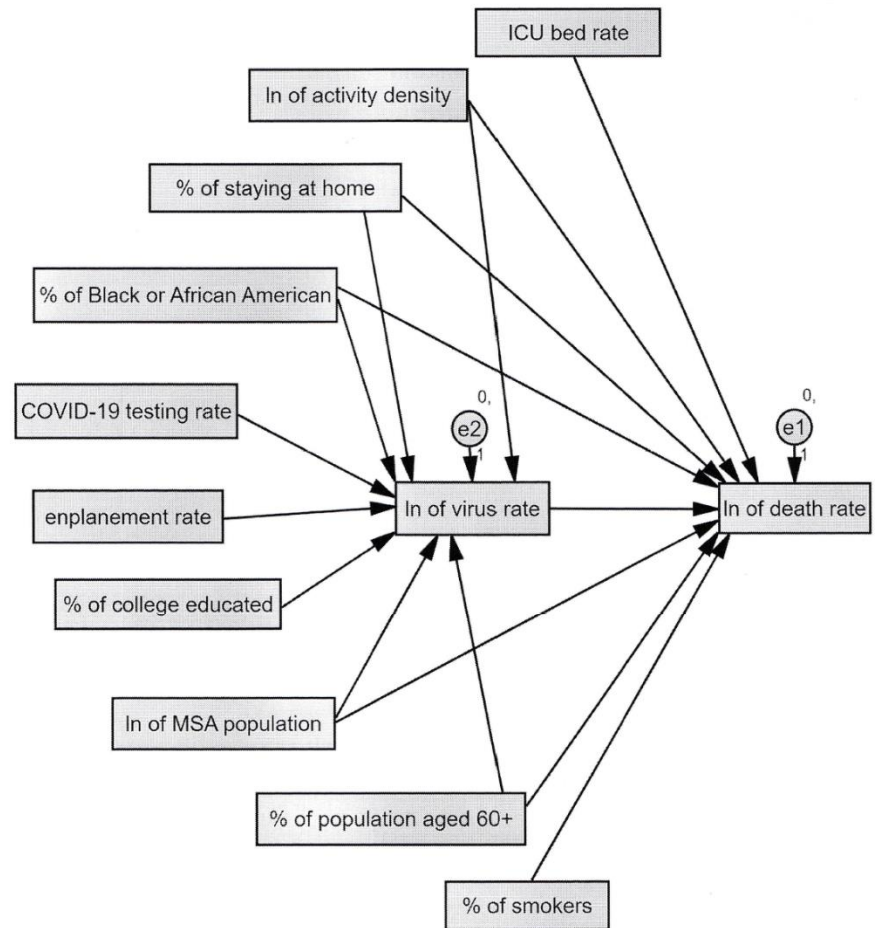 ICU bed rate
ln of activity density
% of staying at home
% of Black or African American
COVID-19 testing rate
0,
e2
1
0,
e1
1
enplanement rate
ln of virus rate
ln of death rate
% of college educated
ln of MSA population
% of population aged 60+
% of smokers